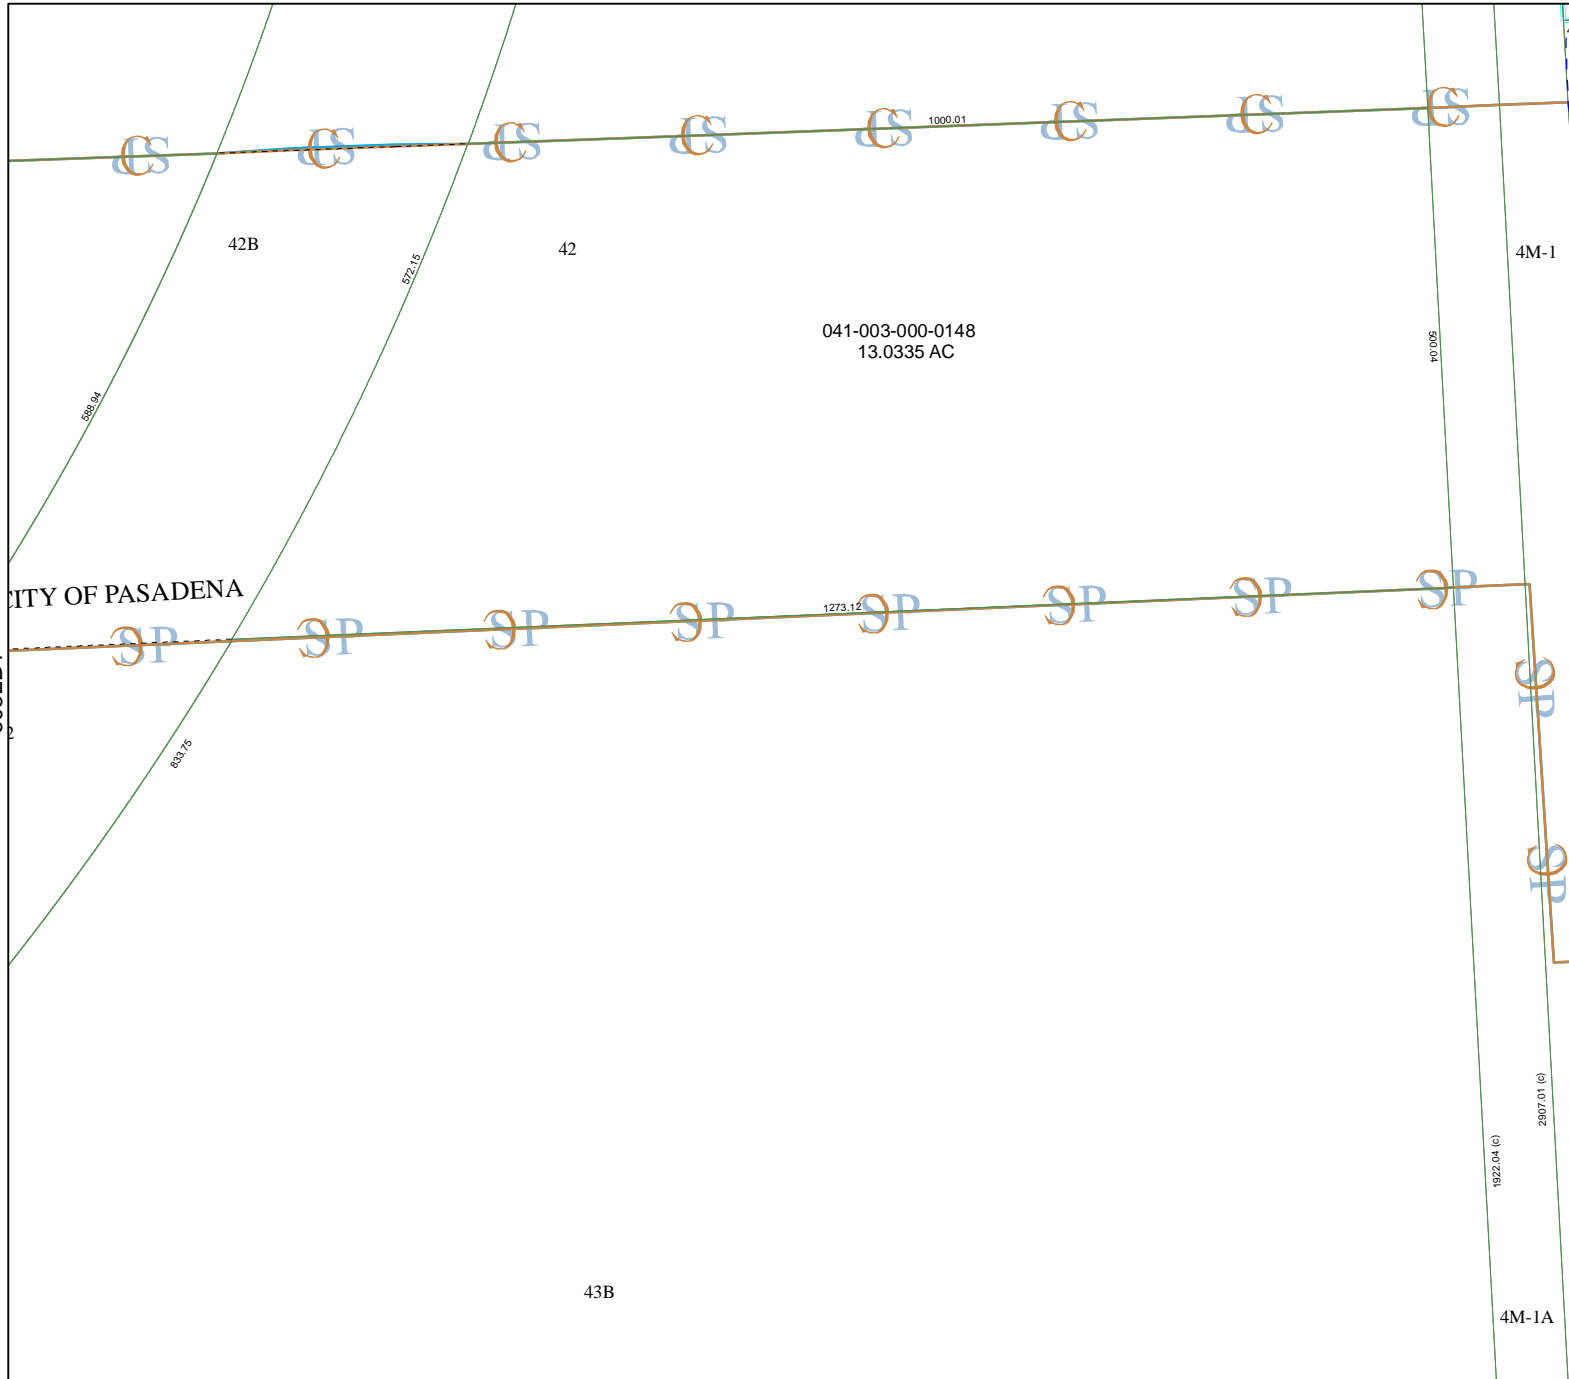 1000.01
42B
42
4M-1
572.15
041-003-000-0148
13.0335 AC
500.04
588.94
CITY OF PASADENA
1273.12
833.75
2907.01 (c)
1922.04 (c)
43B
4M-1A